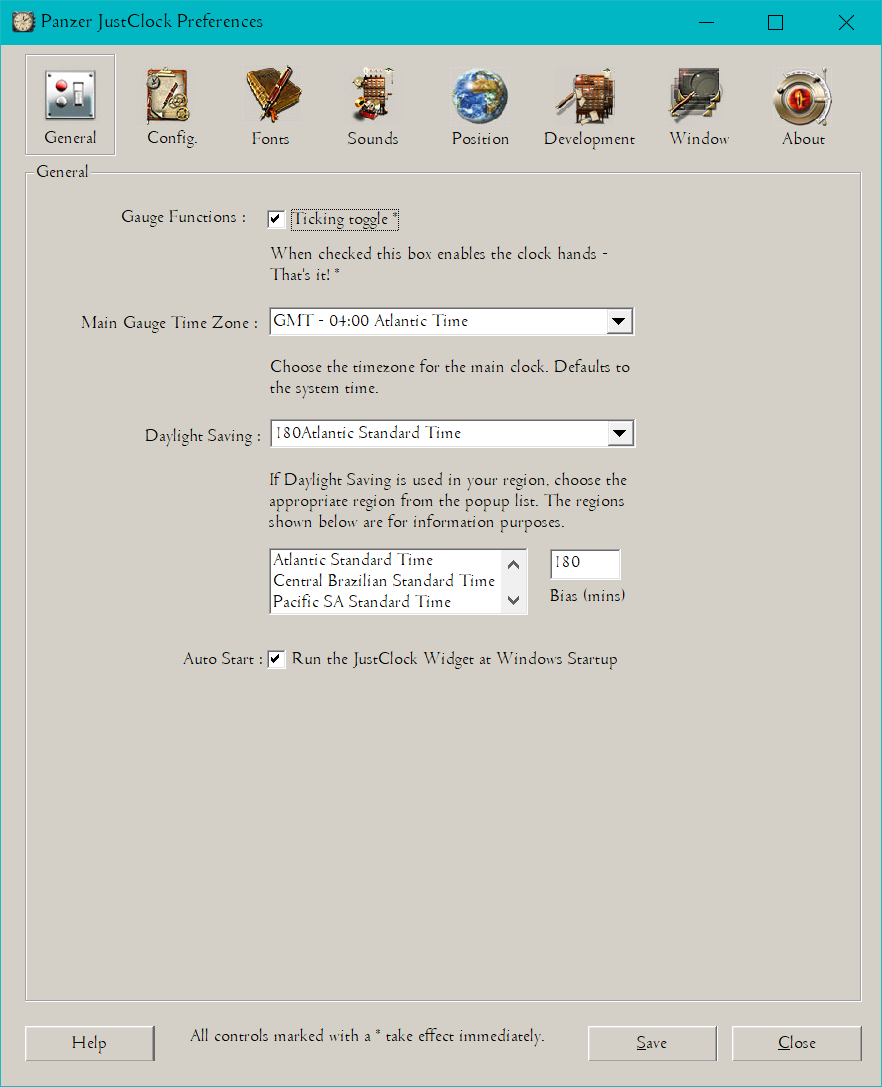 Panzer JustClock Preferences
General
Config.
Fonts
Sounds
Position
Development
Window
About
General
Gauge Functions :
Ticking toggle *
When checked this box enables the clock hands -
That's it! *
Main Gauge Time Zone :
GMT - 04:00 Atlantic Time
Choose the timezone for the main clock. Defaults to
the system time.
Daylight Saving :
180Atlantic Standard Time
If Daylight Saving is used in your region, choose the
appropriate region from the popup list. The regions
shown below are for information purposes.
Atlantic Standard Time
Central Brazilian Standard Time
Pacific SA Standard Time
180
Bias (mins)
Auto Start :
Run the JustClock Widget at Windows Startup
Help
All controls marked with a * take effect immediately.
Save
Close